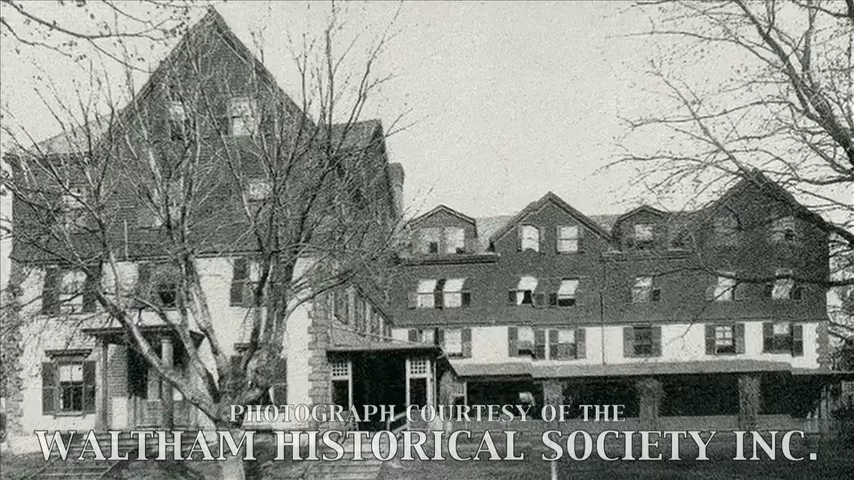 PHOTOGRAPH COURTESY OF THE
WALTHAM HISTORICAL SOCIETY INC.